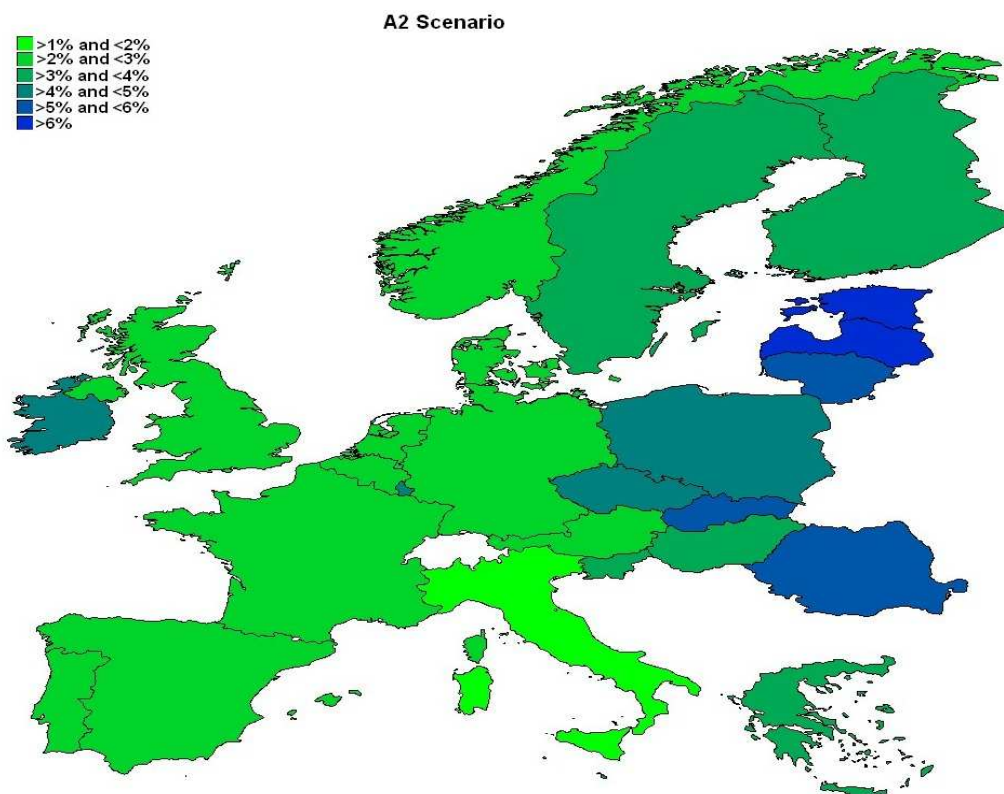 A2 Scenario
>1% and <2%
>2% and <3%
>3% and <4%
>4% and <5%
>5% and <6%
>6%